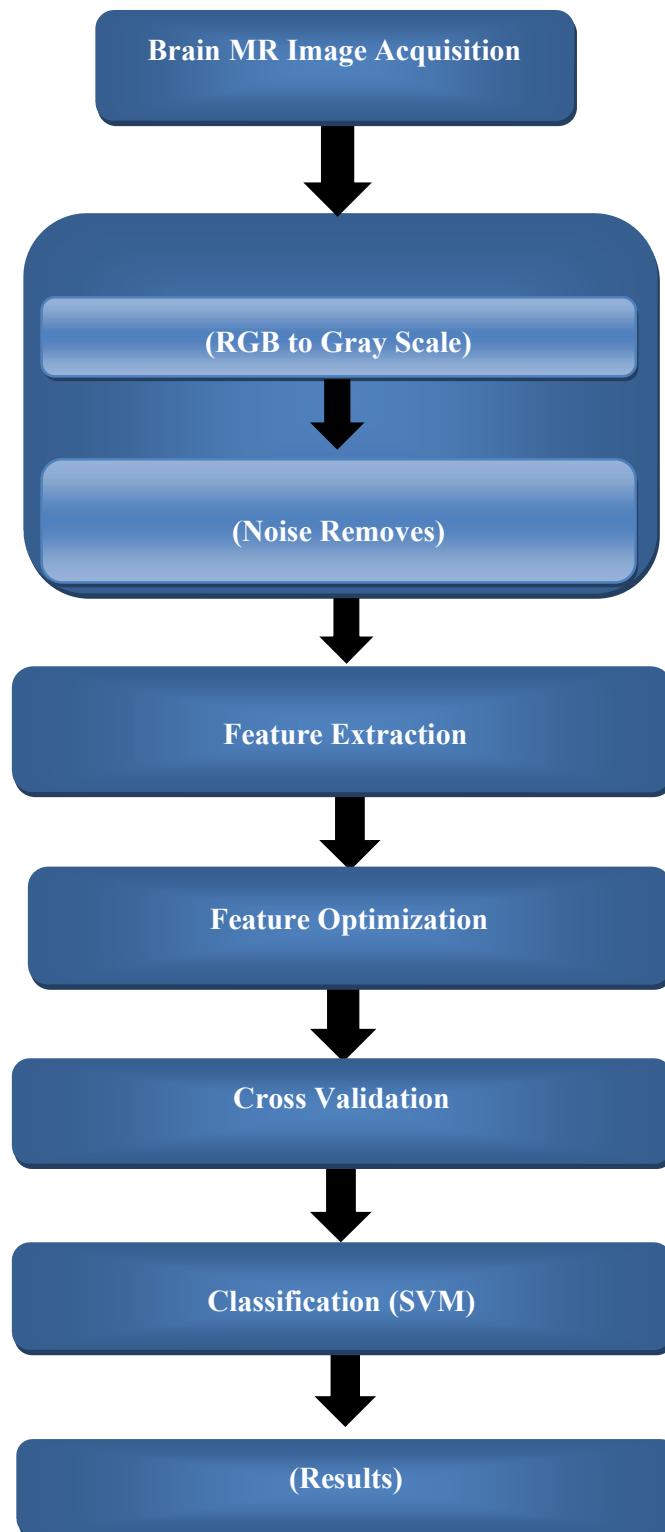 Brain MR Image Acquisition
(RGB to Gray Scale)
(Noise Removes)
Feature Extraction
Feature Optimization
Cross Validation
Classification (SVM)
(Results)